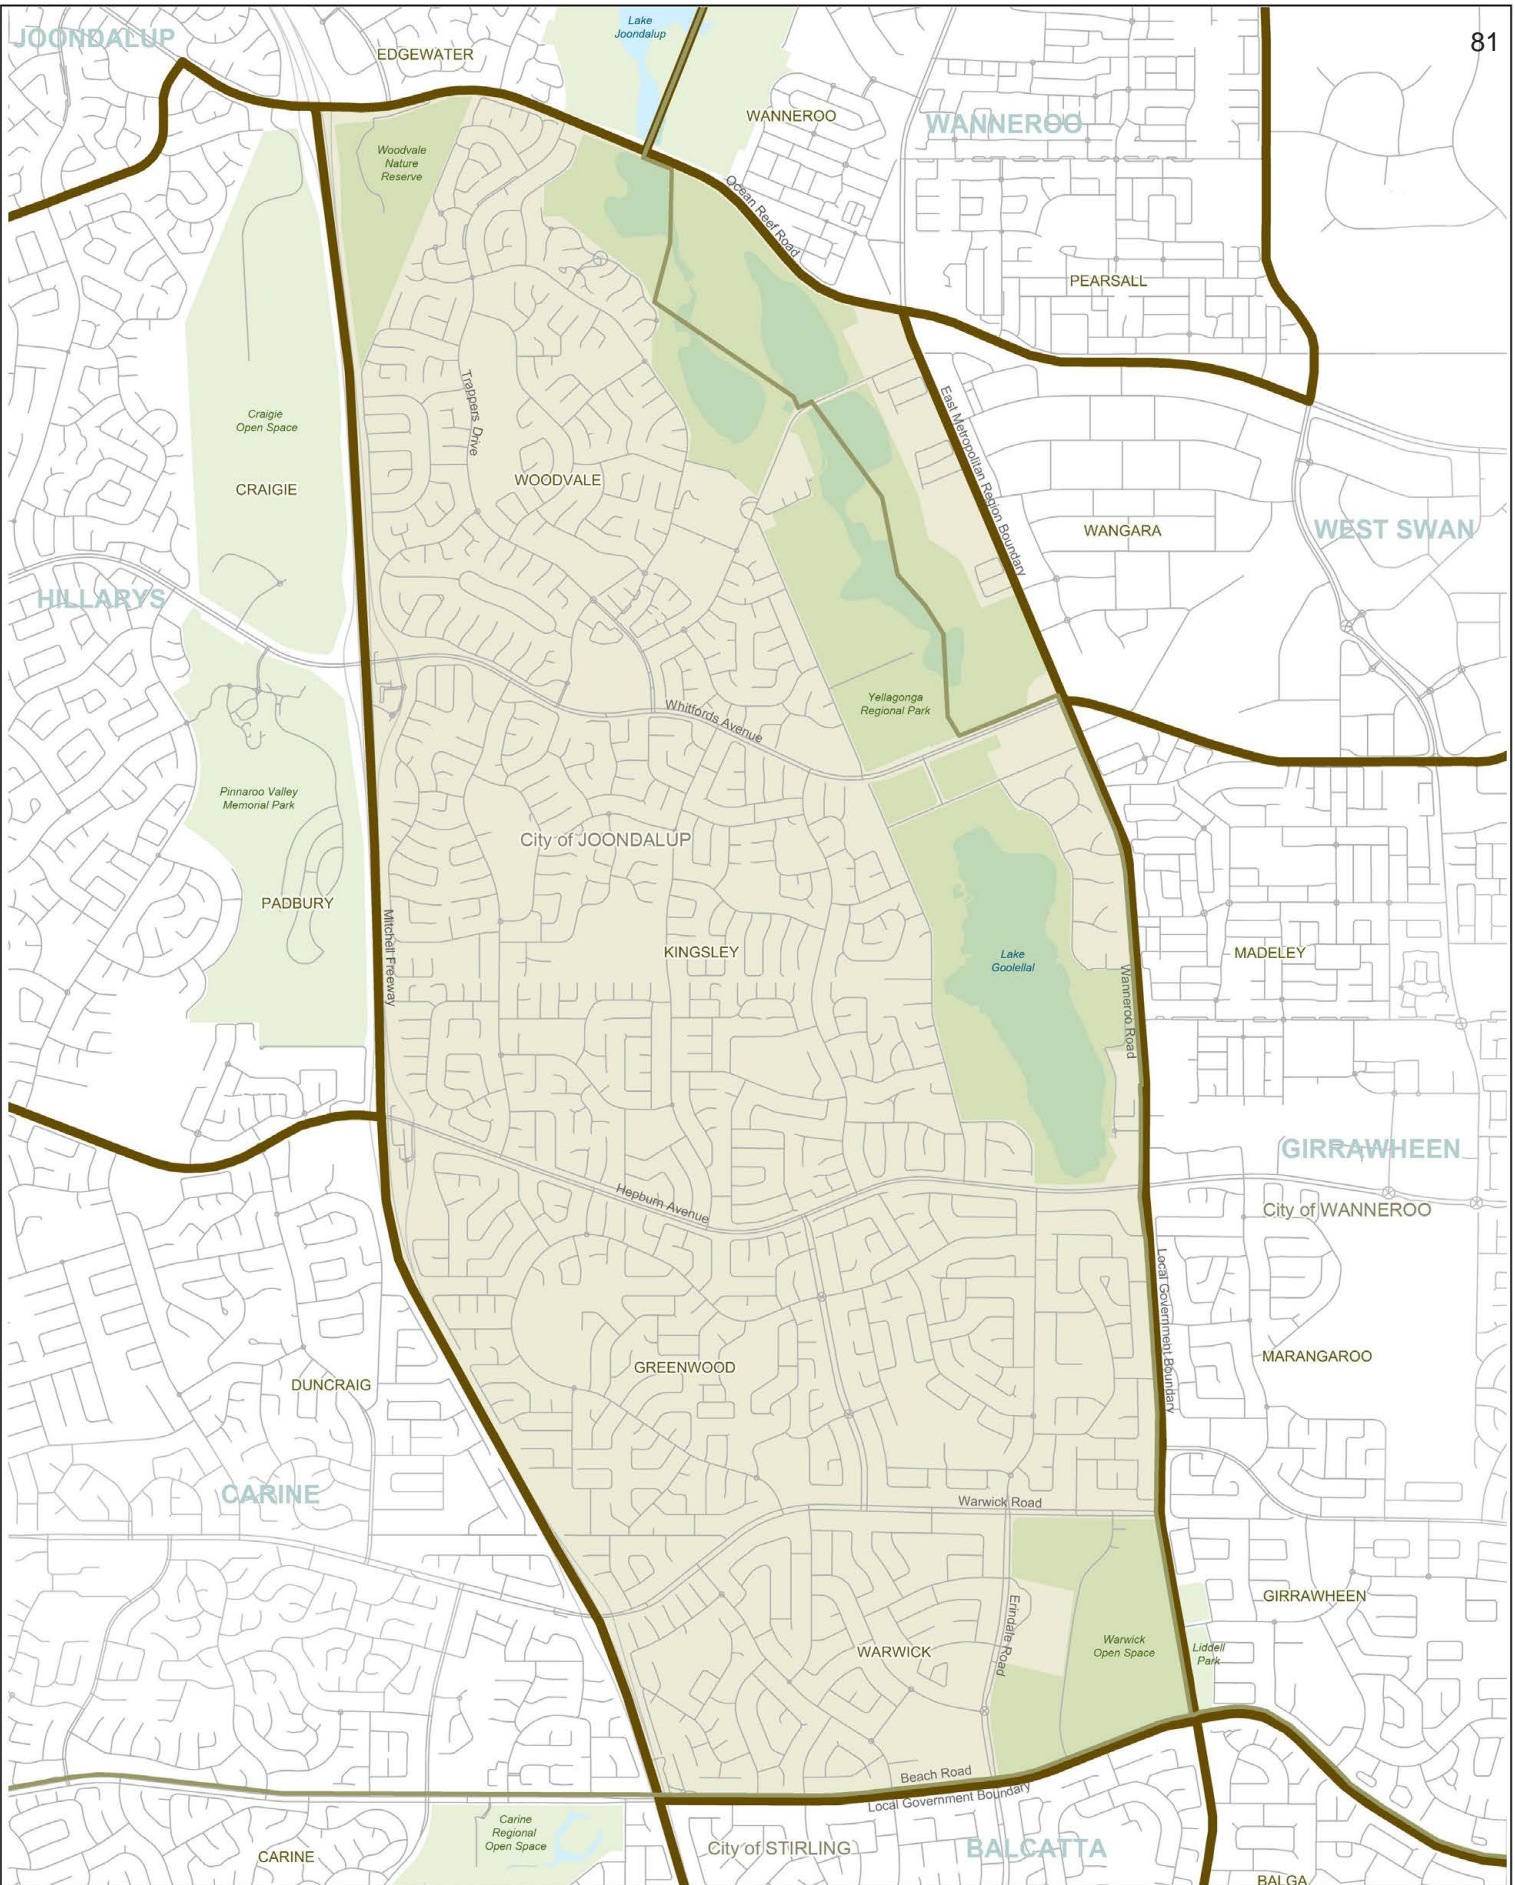 81
JOONDALUP
EDGEWATER
Lake
Joondalup
WANNEROO
WANNEROO
Woodvale
Nature
Reserve
Ocean Reef Road
PEARSALL
Trappers Drive
East Metropolitan Region Boundary
Craigie
Open Space
CRAIGIE
WOODVALE
WANGARA
WEST SWAN
HILLARYS
Whitfords Avenue
Yellagonga
Regional Park
Pinnaroo Valley
Memorial Park
City of JOONDALUP
PADBURY
Mitchell Freeway
KINGSLEY
Lake
Goolellal
Wanneroo Road
MADELEY
GIRRAWHEEN
Hepburn Avenue
City of WANNEROO
Local Government Boundary
MARANGAROO
GREENWOOD
DUNCRAIG
CARINE
Warwick Road
GIRRAWHEEN
Erindale Road
WARWICK
Warwick
Open Space
Liddell
Park
Beach Road
Local Government Boundary
Carine
Regional
Open Space
CARINE
City of STIRLING
BALCATTA
BALGA